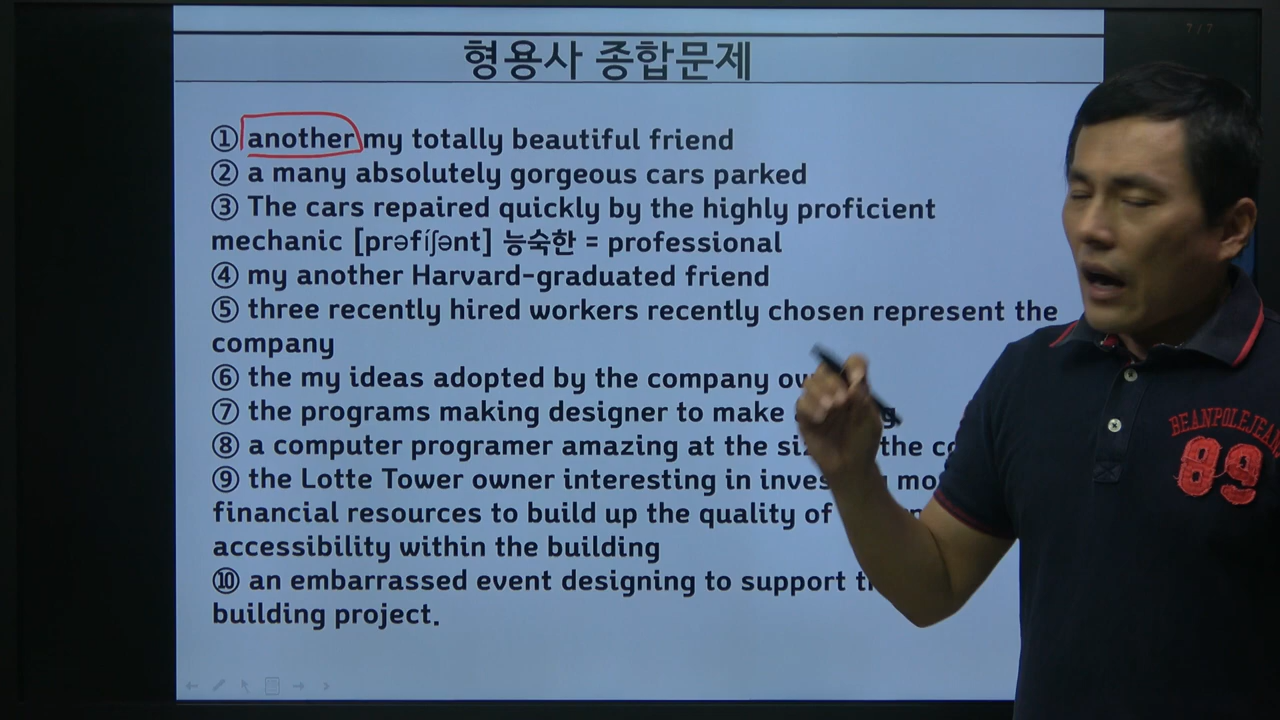 7/7
형용사 종합문제
① another my totally beautiful friend
② a many absolutely gorgeous cars parked
③ The cars repaired quickly by the highly proficient
mechanic [prəfíʃənt] 능숙한 = professional
④ my another Harvard-graduated friend
⑤ three recently hired workers recently chosen represent the
company
⑥ the my ideas adopted by the company
⑦ the programs making designer to make
⑧ a computer programer amazing at the the
⑨ the Lotte Tower owner interesting in
financial resources to build up the quality of
accessibility within the building
⑩ an embarrassed event designing to support
building project.
BEANPOLEJEAN
89